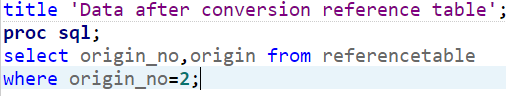 title 'Data after conversion reference table';
proc sql;
select origin_no,origin from referencetable
where origin_no=2;